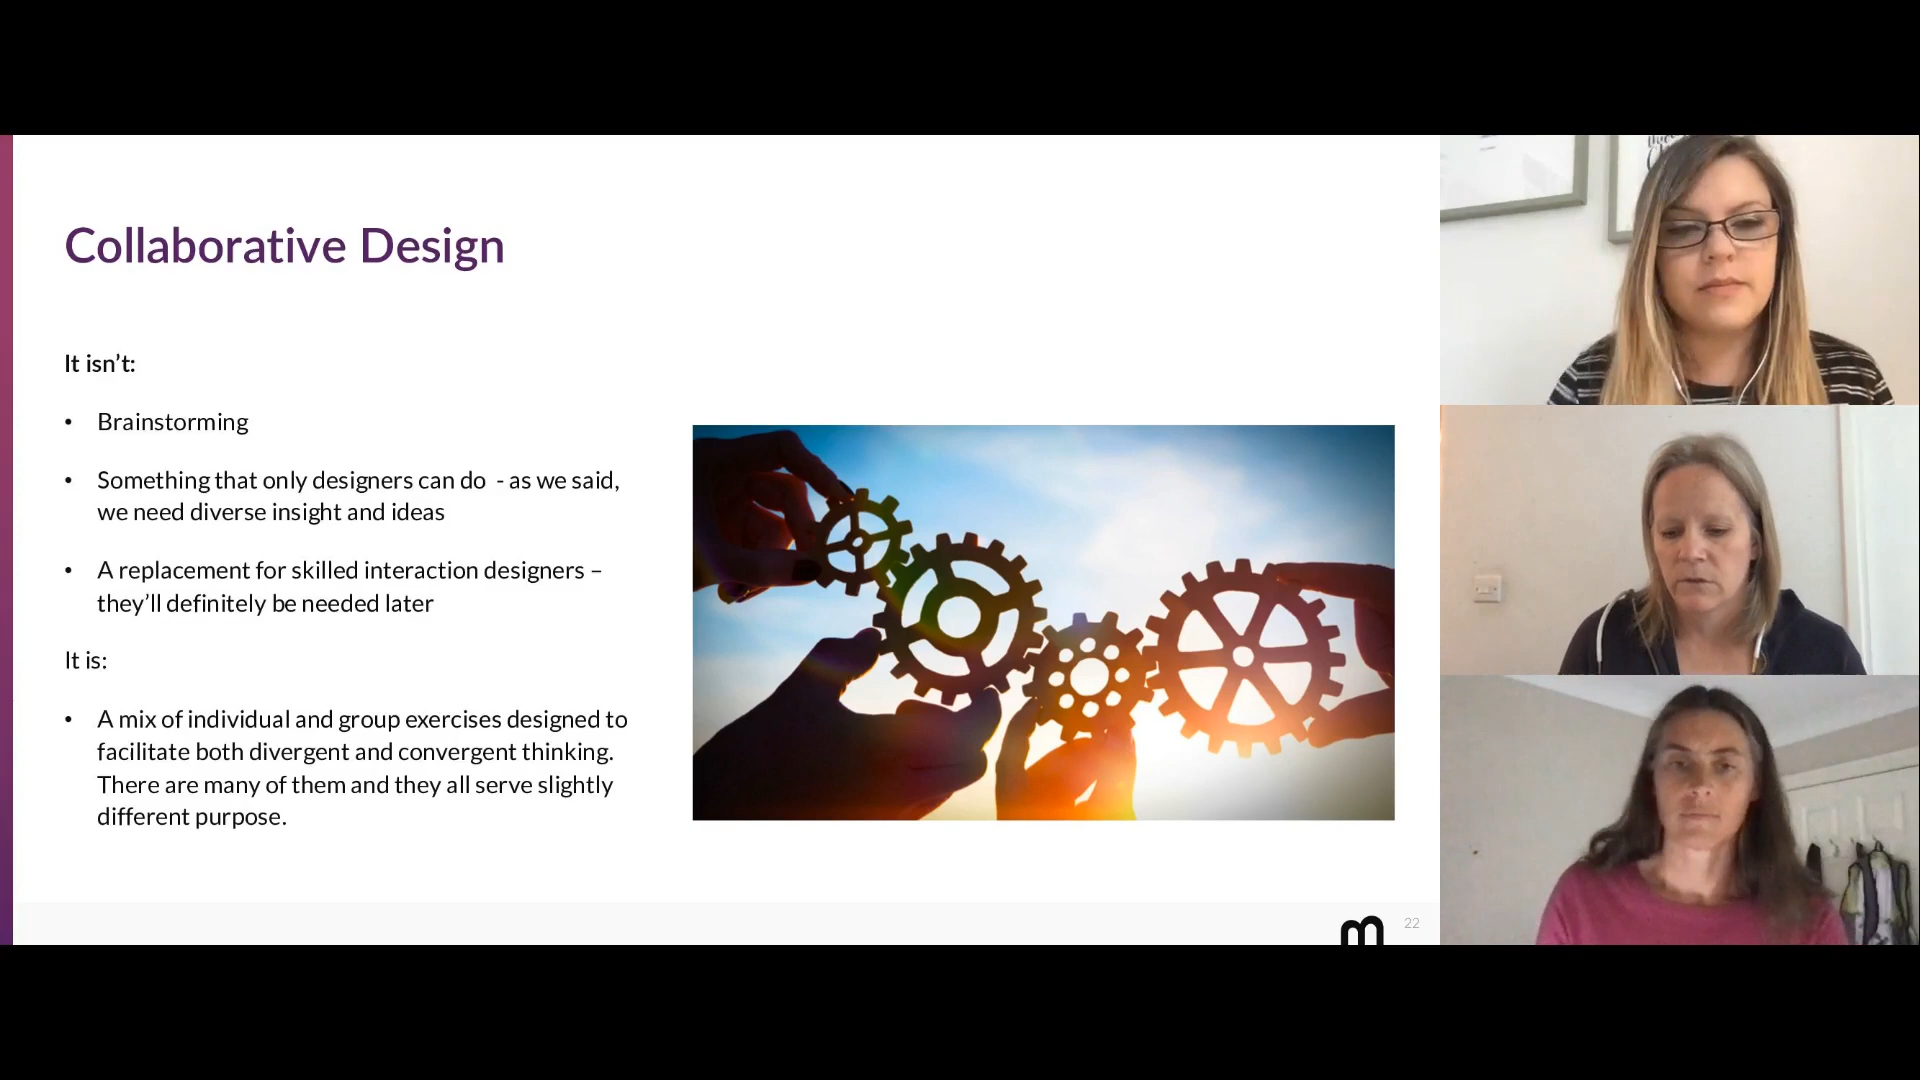 Collaborative Design
It isn’t:
• Brainstorming
• Something that only designers can do  - as we said,
we need diverse insight and ideas
• A replacement for skilled interaction designers –
they’ll definitely be needed later
It is:
• A mix of individual and group exercises designed to
facilitate both divergent and convergent thinking.
There are many of them and they all serve slightly
different purpose.
m
22